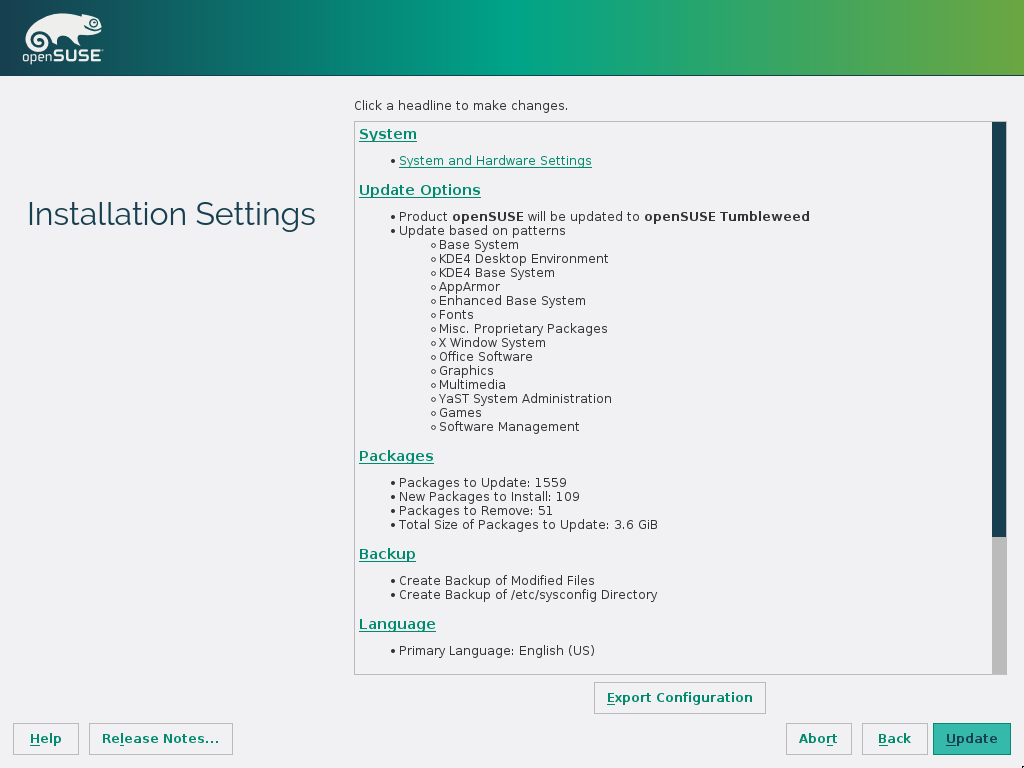 openSUSE
Click a headline to make changes.
Installation Settings
System
• System and Hardware Settings
Update Options
• Product openSUSE will be updated to openSUSE Tumbleweed
• Update based on patterns
◦ Base System
◦ KDE4 Desktop Environment
◦ KDE4 Base System
◦ AppArmor
◦ Enhanced Base System
◦ Fonts
◦ Misc. Proprietary Packages
◦ X Window System
◦ Office Software
◦ Graphics
◦ Multimedia
◦ YaST System Administration
◦ Games
◦ Software Management
Packages
• Packages to Update: 1559
• New Packages to Install: 109
• Packages to Remove: 51
• Total Size of Packages to Update: 3.6 GiB
Backup
• Create Backup of Modified Files
• Create Backup of /etc/sysconfig Directory
Language
• Primary Language: English (US)
Export Configuration
Help
Release Notes...
Abort
Back
Update